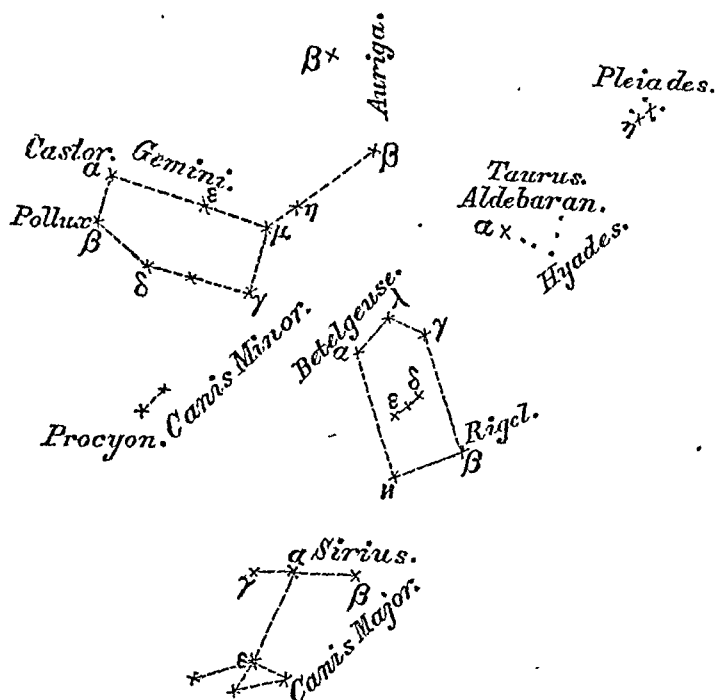 β
Auriga.
Pleiades.
η
Castor.
Gemini.
α
ε
β
Taurus.
Aldebaran.
α
Hyades.
Pollux
β
μ
η
δ
γ
Betelgeuse.
λ
α
γ
Canis Minor.
ε
δ
Procyon.
Rigel.
β
κ
α Sirius.
γ
β
ε
Canis Major.